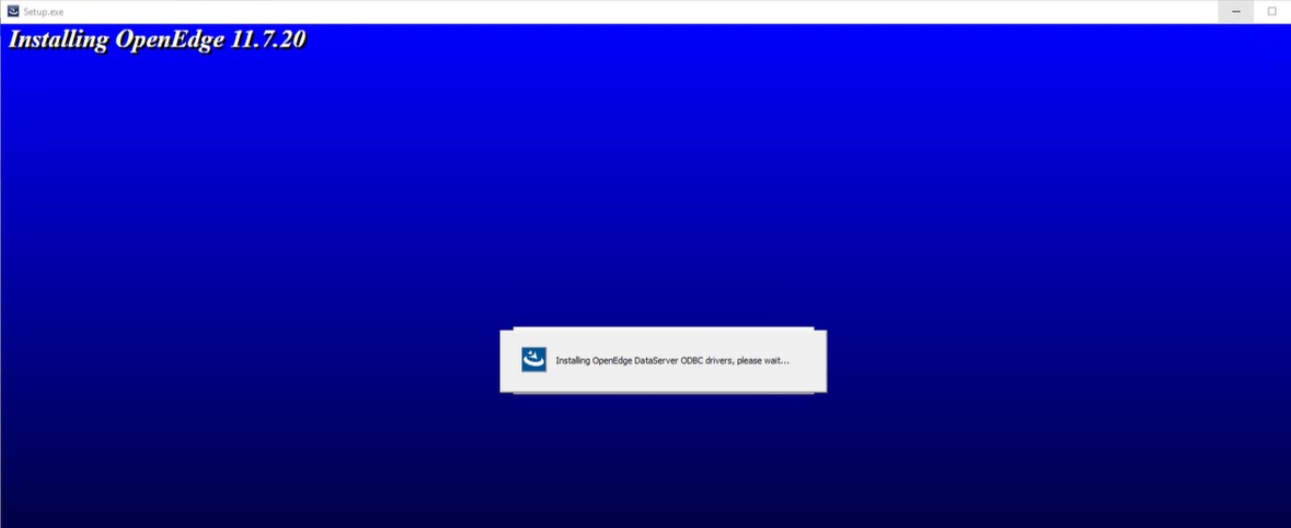 Setup.exe
Installing OpenEdge 11.7.20
Installing OpenEdge DataServer ODBC drivers, please wait...